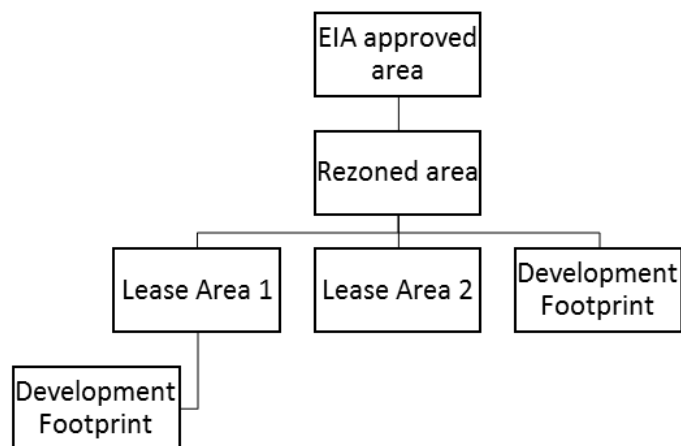 EIA approved
area
Rezoned area
Lease Area 1
Lease Area 2
Development
Footprint
Development
Footprint